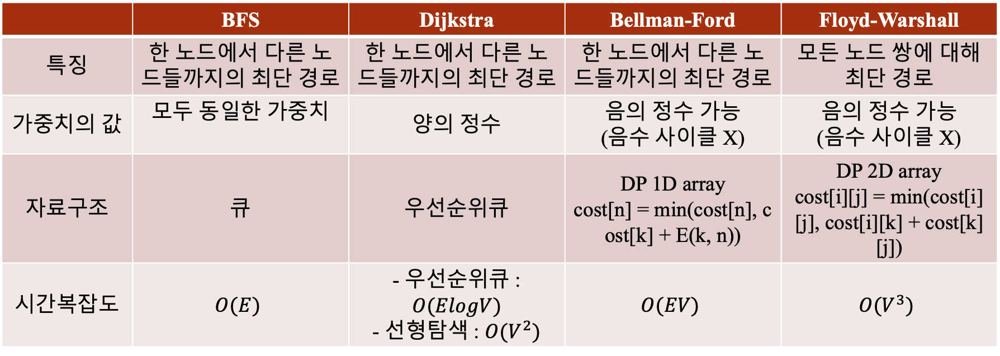 BFS
Dijkstra
Bellman-Ford
Floyd-Warshall
특징
한 노드에서 다른 노
드들까지의 최단 경로
한 노드에서 다른 노
드들까지의 최단 경로
한 노드에서 다른 노
드들까지의 최단 경로
모든 노드 쌍에 대해
최단 경로
가중치의 값
모두 동일한 가중치
양의 정수
음의 정수 가능
(음수 사이클 X)
음의 정수 가능
(음수 사이클 X)
자료구조
큐
우선순위큐
DP 1D array
cost[n] = min(cost[n], c
ost[k] + E(k, n))
DP 2D array
cost[i][j] = min(cost[i]
[j], cost[i][k] + cost[k]
[j])
시간복잡도
O(E)
- 우선순위큐 :
O(ElogV)
- 선형탐색 : O(V²)
O(EV)
O(V³)